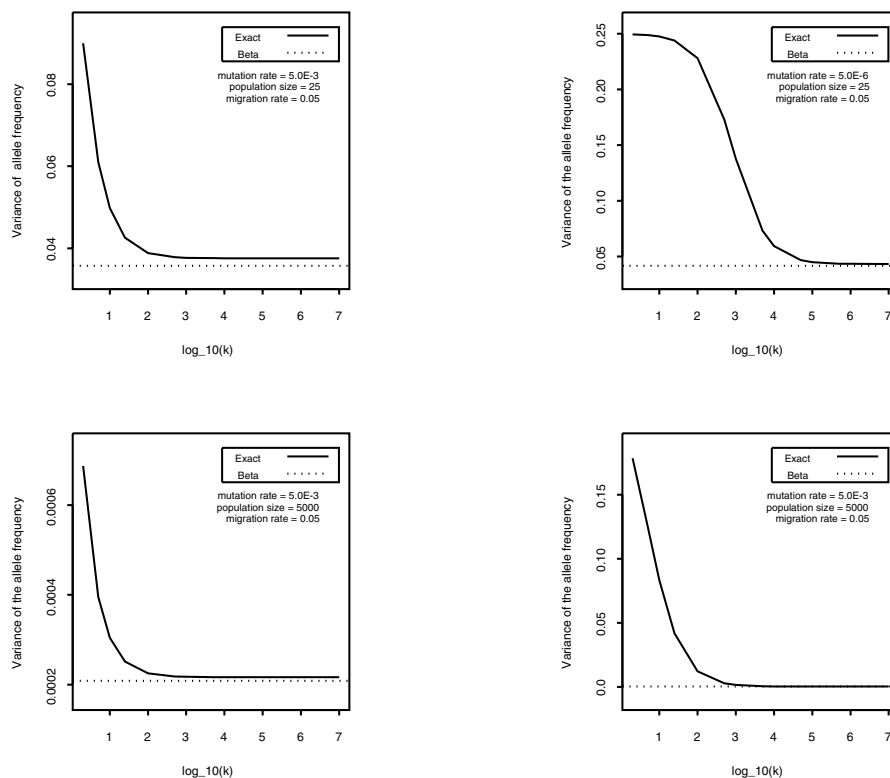 Exact
Beta
mutation rate = 5.0E-3
population size = 25
migration rate = 0.05
Variance of allele frequency
0.08
0.06
0.04
1 2 3 4 5 6 7
log_10(k)
Exact
Beta
mutation rate = 5.0E-6
population size = 25
migration rate = 0.05
Variance of the allele frequency
0.25
0.20
0.15
0.10
0.05
1 2 3 4 5 6 7
log_10(k)
Exact
Beta
mutation rate = 5.0E-3
population size = 5000
migration rate = 0.05
Variance of the allele frequency
0.0006
0.0004
0.0002
1 2 3 4 5 6 7
log_10(k)
Exact
Beta
mutation rate = 5.0E-3
population size = 5000
migration rate = 0.05
Variance of the allele frequency
0.15
0.10
0.05
0.0
1 2 3 4 5 6 7
log_10(k)